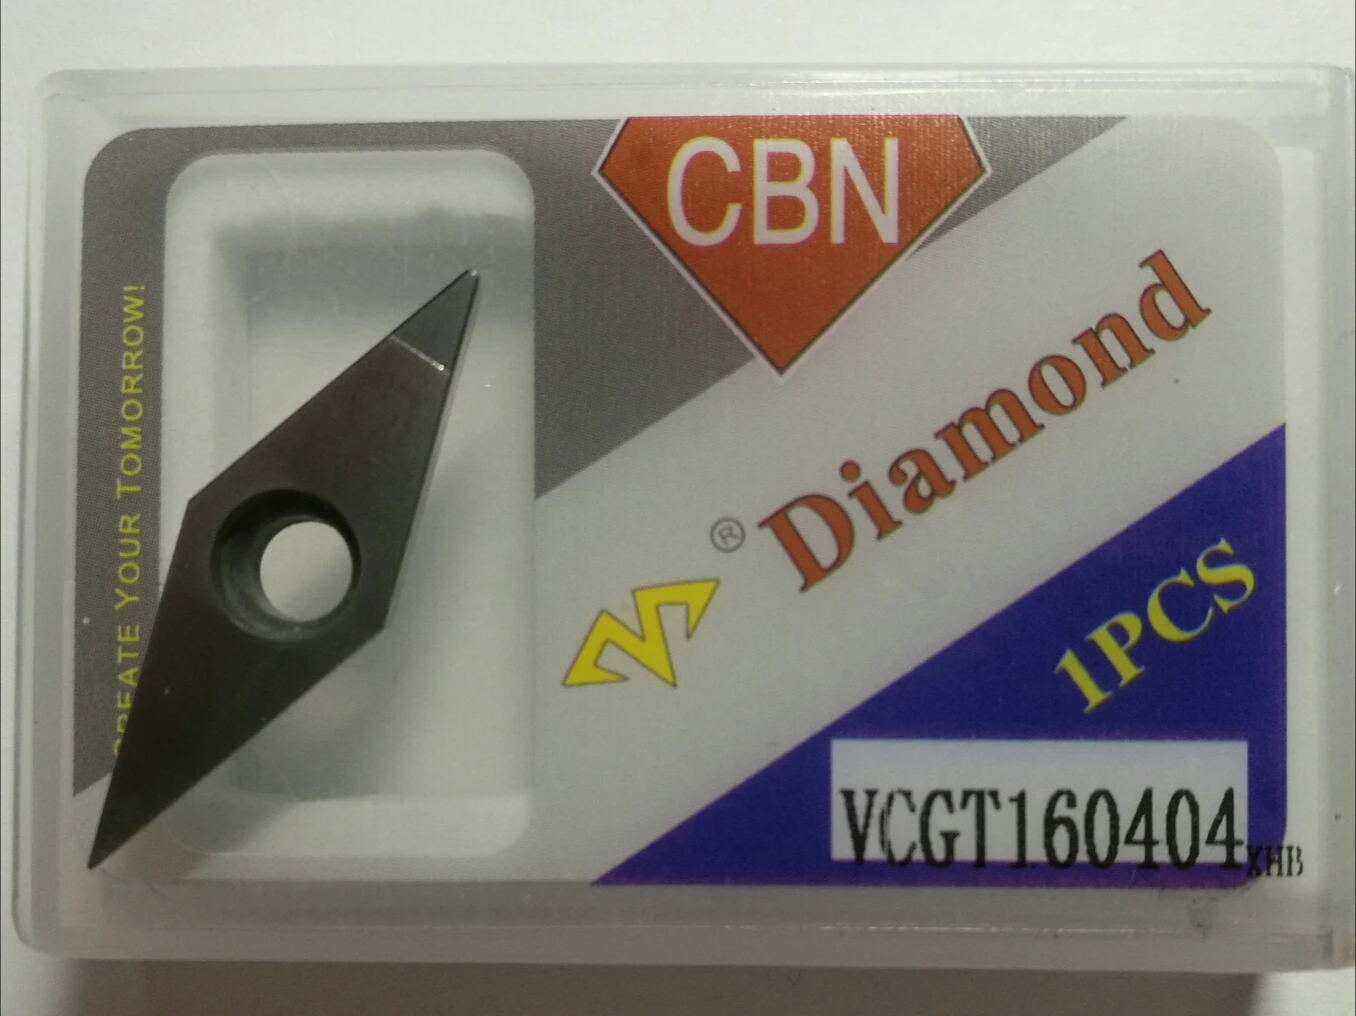 CREATE YOUR TOMORROW!
CBN
® Diamond
1PCS
VCGT160404
XHB